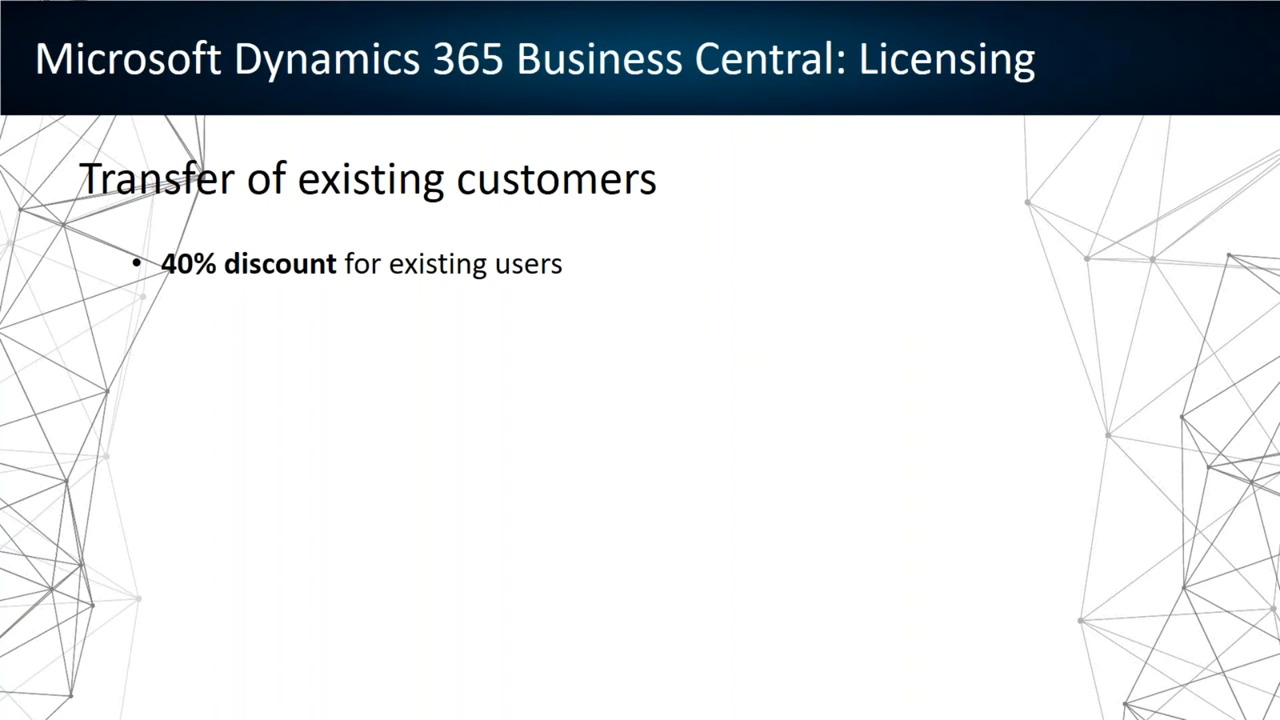 Microsoft Dynamics 365 Business Central: Licensing
Transfer of existing customers
• 40% discount for existing users